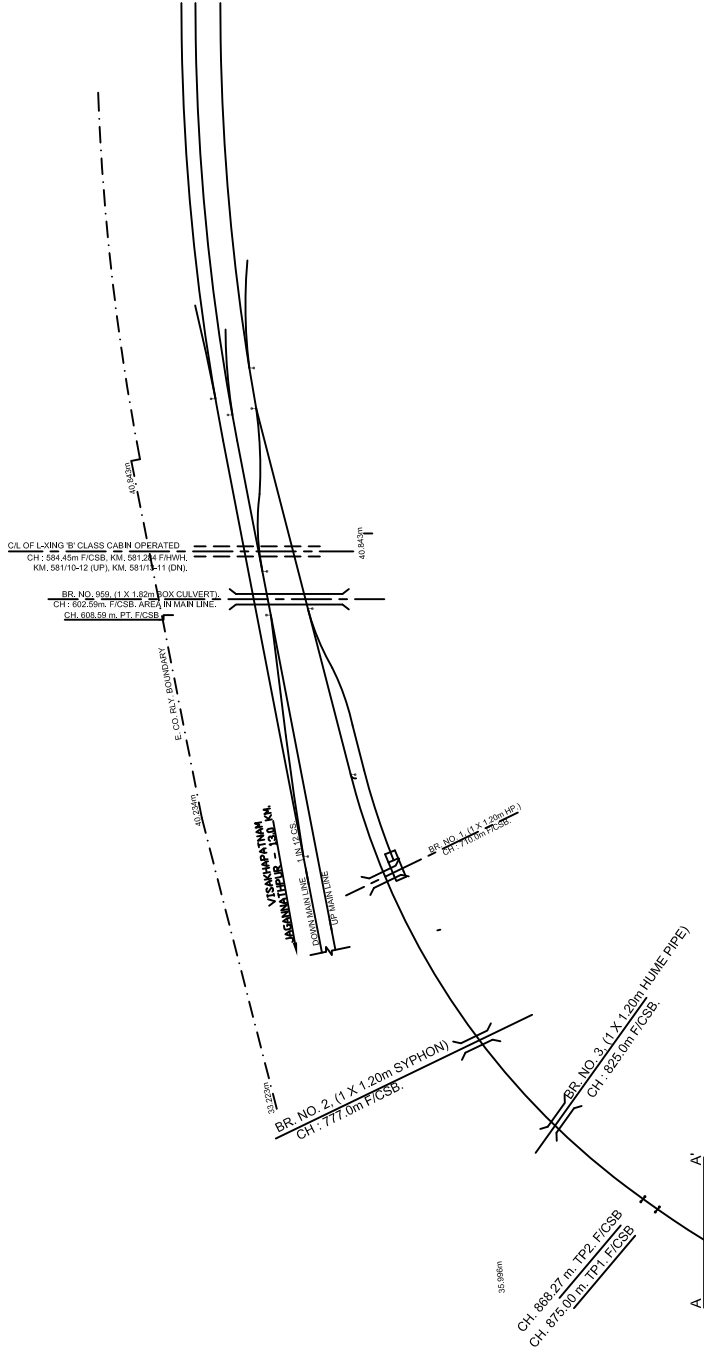 40.843m
C/L OF L-XING 'B' CLASS CABIN OPERATED
CH : 584.45m F/CSB, KM. 581.284 F/HWH.
KM. 581/10-12 (UP), KM. 581/13-11 (DN).
40.843m
BR. NO. 959, (1 X 1.82m BOX CULVERT).
CH : 602.59m. F/CSB. AREA IN MAIN LINE.
CH. 608.59 m. PT. F/CSB
E. CO. RLY. BOUNDARY
40.234m
VISAKHAPATNAM
JAGANNATHPUR - 13.0 KM.
1 IN 12 CS
DOWN MAIN LINE
UP MAIN LINE
BR. NO. 1, (1 X 1.20m HP.)
CH : 710.0m F/CSB.
33.223m
BR. NO. 2, (1 X 1.20m SYPHON)
CH : 777.0m F/CSB.
BR. NO. 3, (1 X 1.20m HUME PIPE)
CH : 825.0m F/CSB.
35.996m
CH. 868.27 m. TP2. F/CSB
CH. 875.00 m. TP1. F/CSB
A
A'